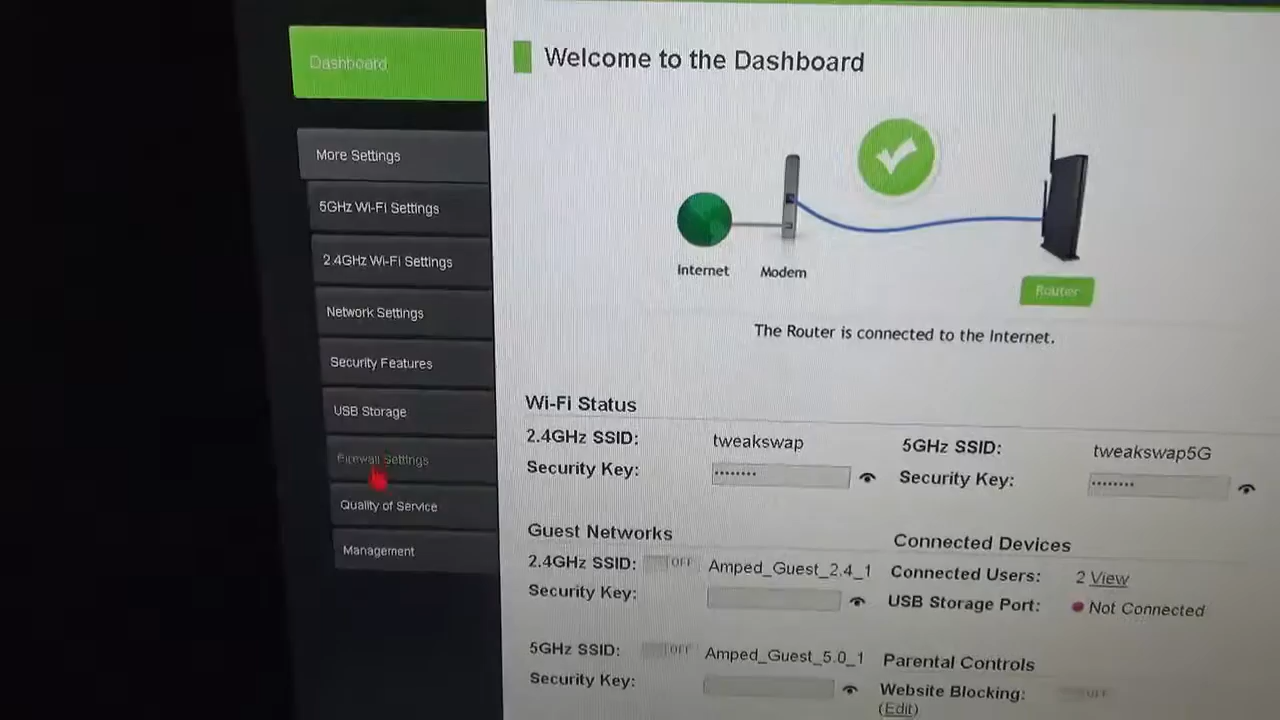 Dashboard
More Settings
5GHz Wi-Fi Settings
2.4GHz Wi-Fi Settings
Network Settings
Security Features
USB Storage
Firewall Settings
Quality of Service
Management
Welcome to the Dashboard
Internet
Modem
Router
The Router is connected to the Internet.
Wi-Fi Status
2.4GHz SSID: tweakswap
Security Key: ········
5GHz SSID: tweakswap5G
Security Key: ········
Guest Networks
2.4GHz SSID: OFF Amped_Guest_2.4_1
Security Key:
5GHz SSID: OFF Amped_Guest_5.0_1
Security Key:
Connected Devices
Connected Users: 2 View
USB Storage Port: Not Connected
Parental Controls
Website Blocking: OFF
(Edit)